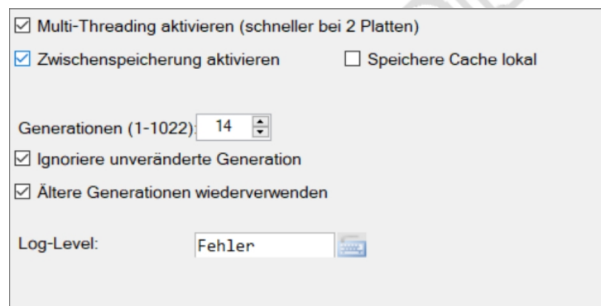 Multi-Threading aktivieren (schneller bei 2 Platten)
Zwischenspeicherung aktivieren Speichere Cache lokal
Generationen (1-1022): 14
Ignoriere unveränderte Generation
Ältere Generationen wiederverwenden
Log-Level: Fehler